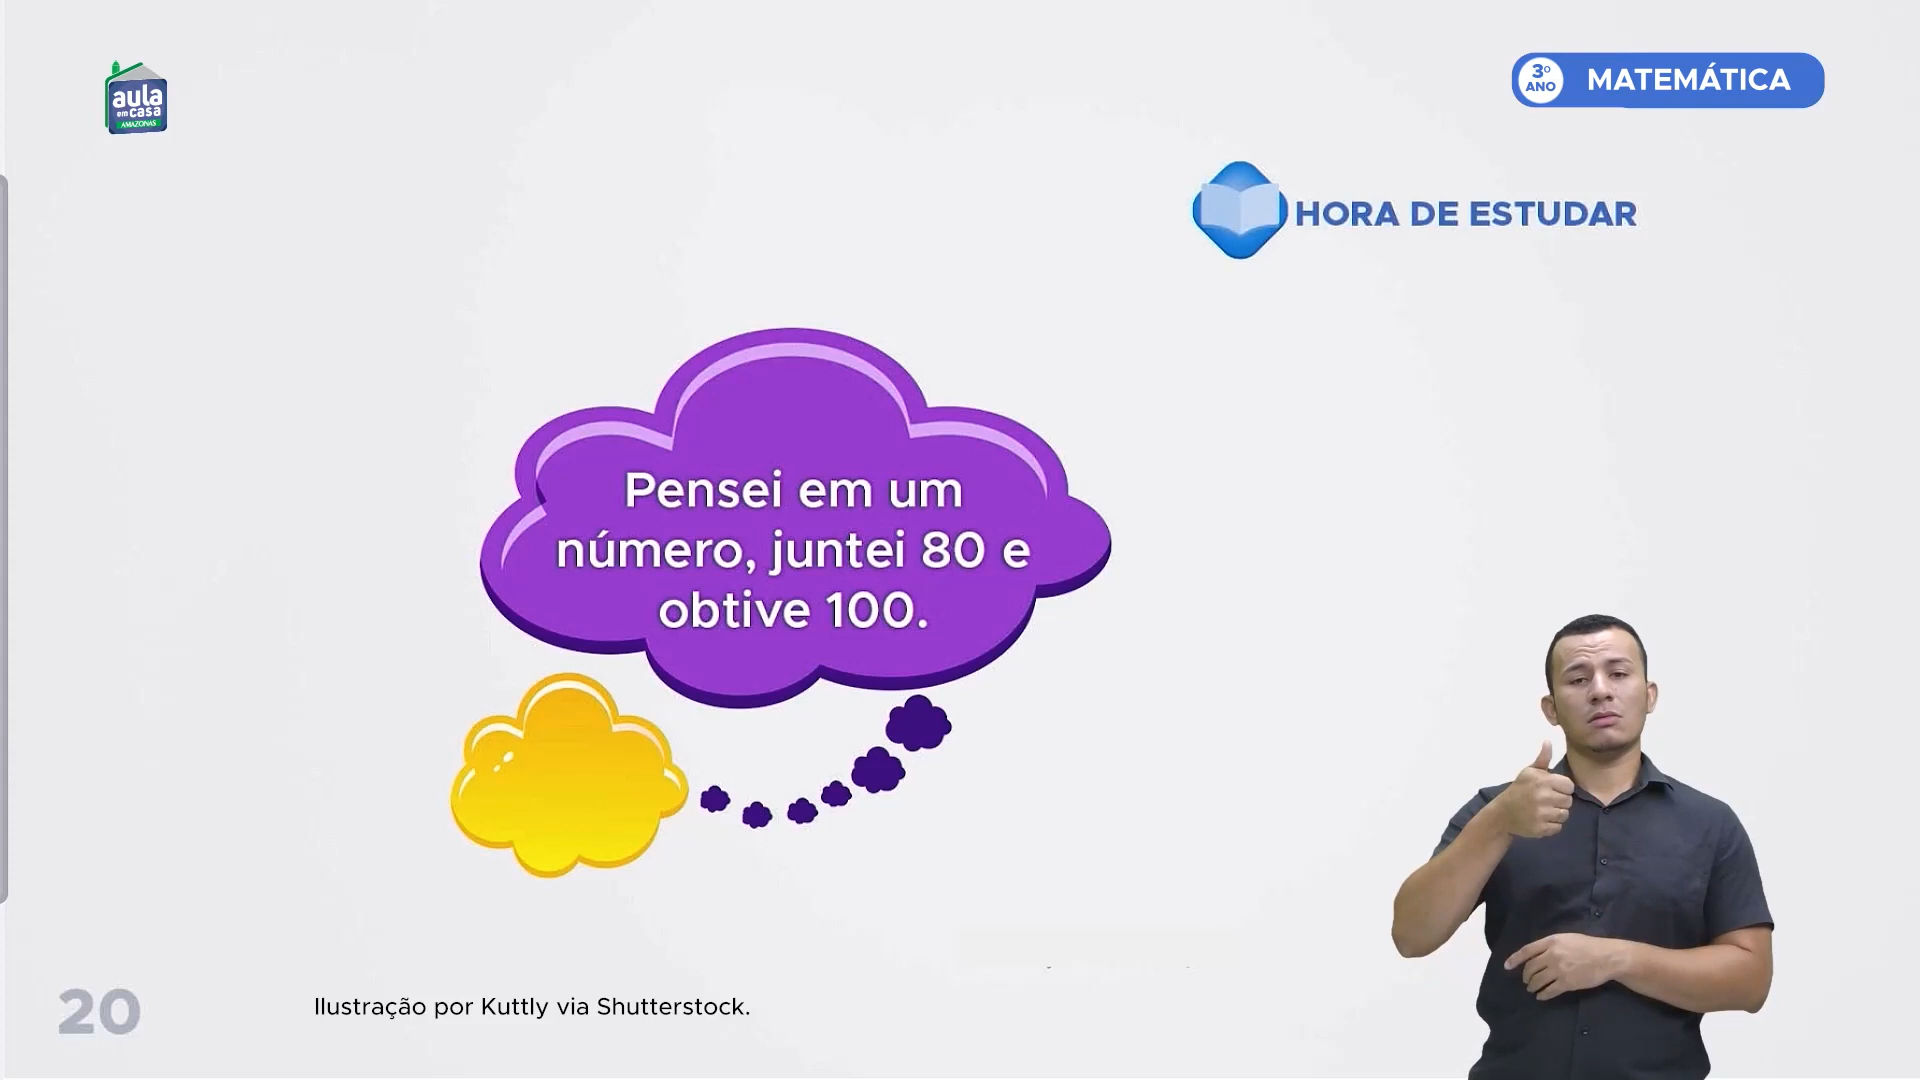 aula
em casa
AMAZONAS
3º
ANO
MATEMÁTICA
HORA DE ESTUDAR
Pensei em um
número, juntei 80 e
obtive 100.
20
Ilustração por Kuttly via Shutterstock.